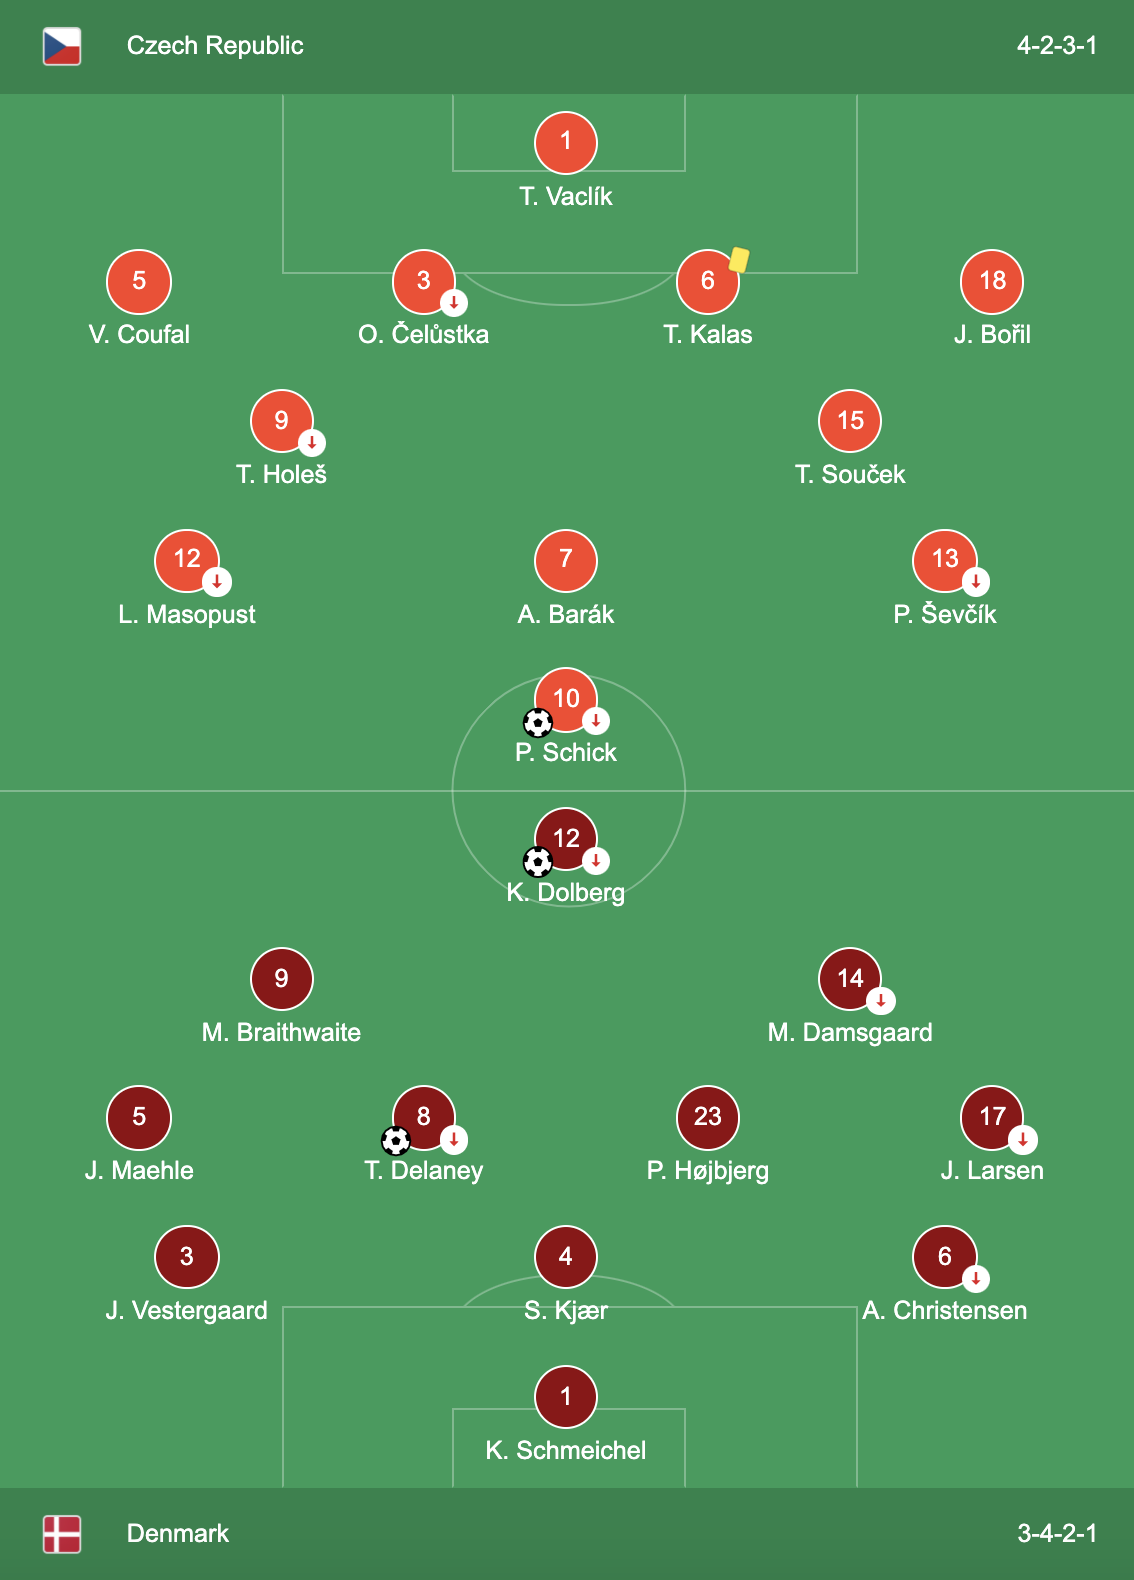 Czech Republic 4-2-3-1
1
T. Vaclík
5 3 6 18
V. Coufal O. Čelůstka T. Kalas J. Bořil
9 15
T. Holeš T. Souček
12 7 13
L. Masopust A. Barák P. Ševčík
10
P. Schick
12
K. Dolberg
9 14
M. Braithwaite M. Damsgaard
5 8 23 17
J. Maehle T. Delaney P. Højbjerg J. Larsen
3 4 6
J. Vestergaard S. Kjær A. Christensen
1
K. Schmeichel
Denmark 3-4-2-1